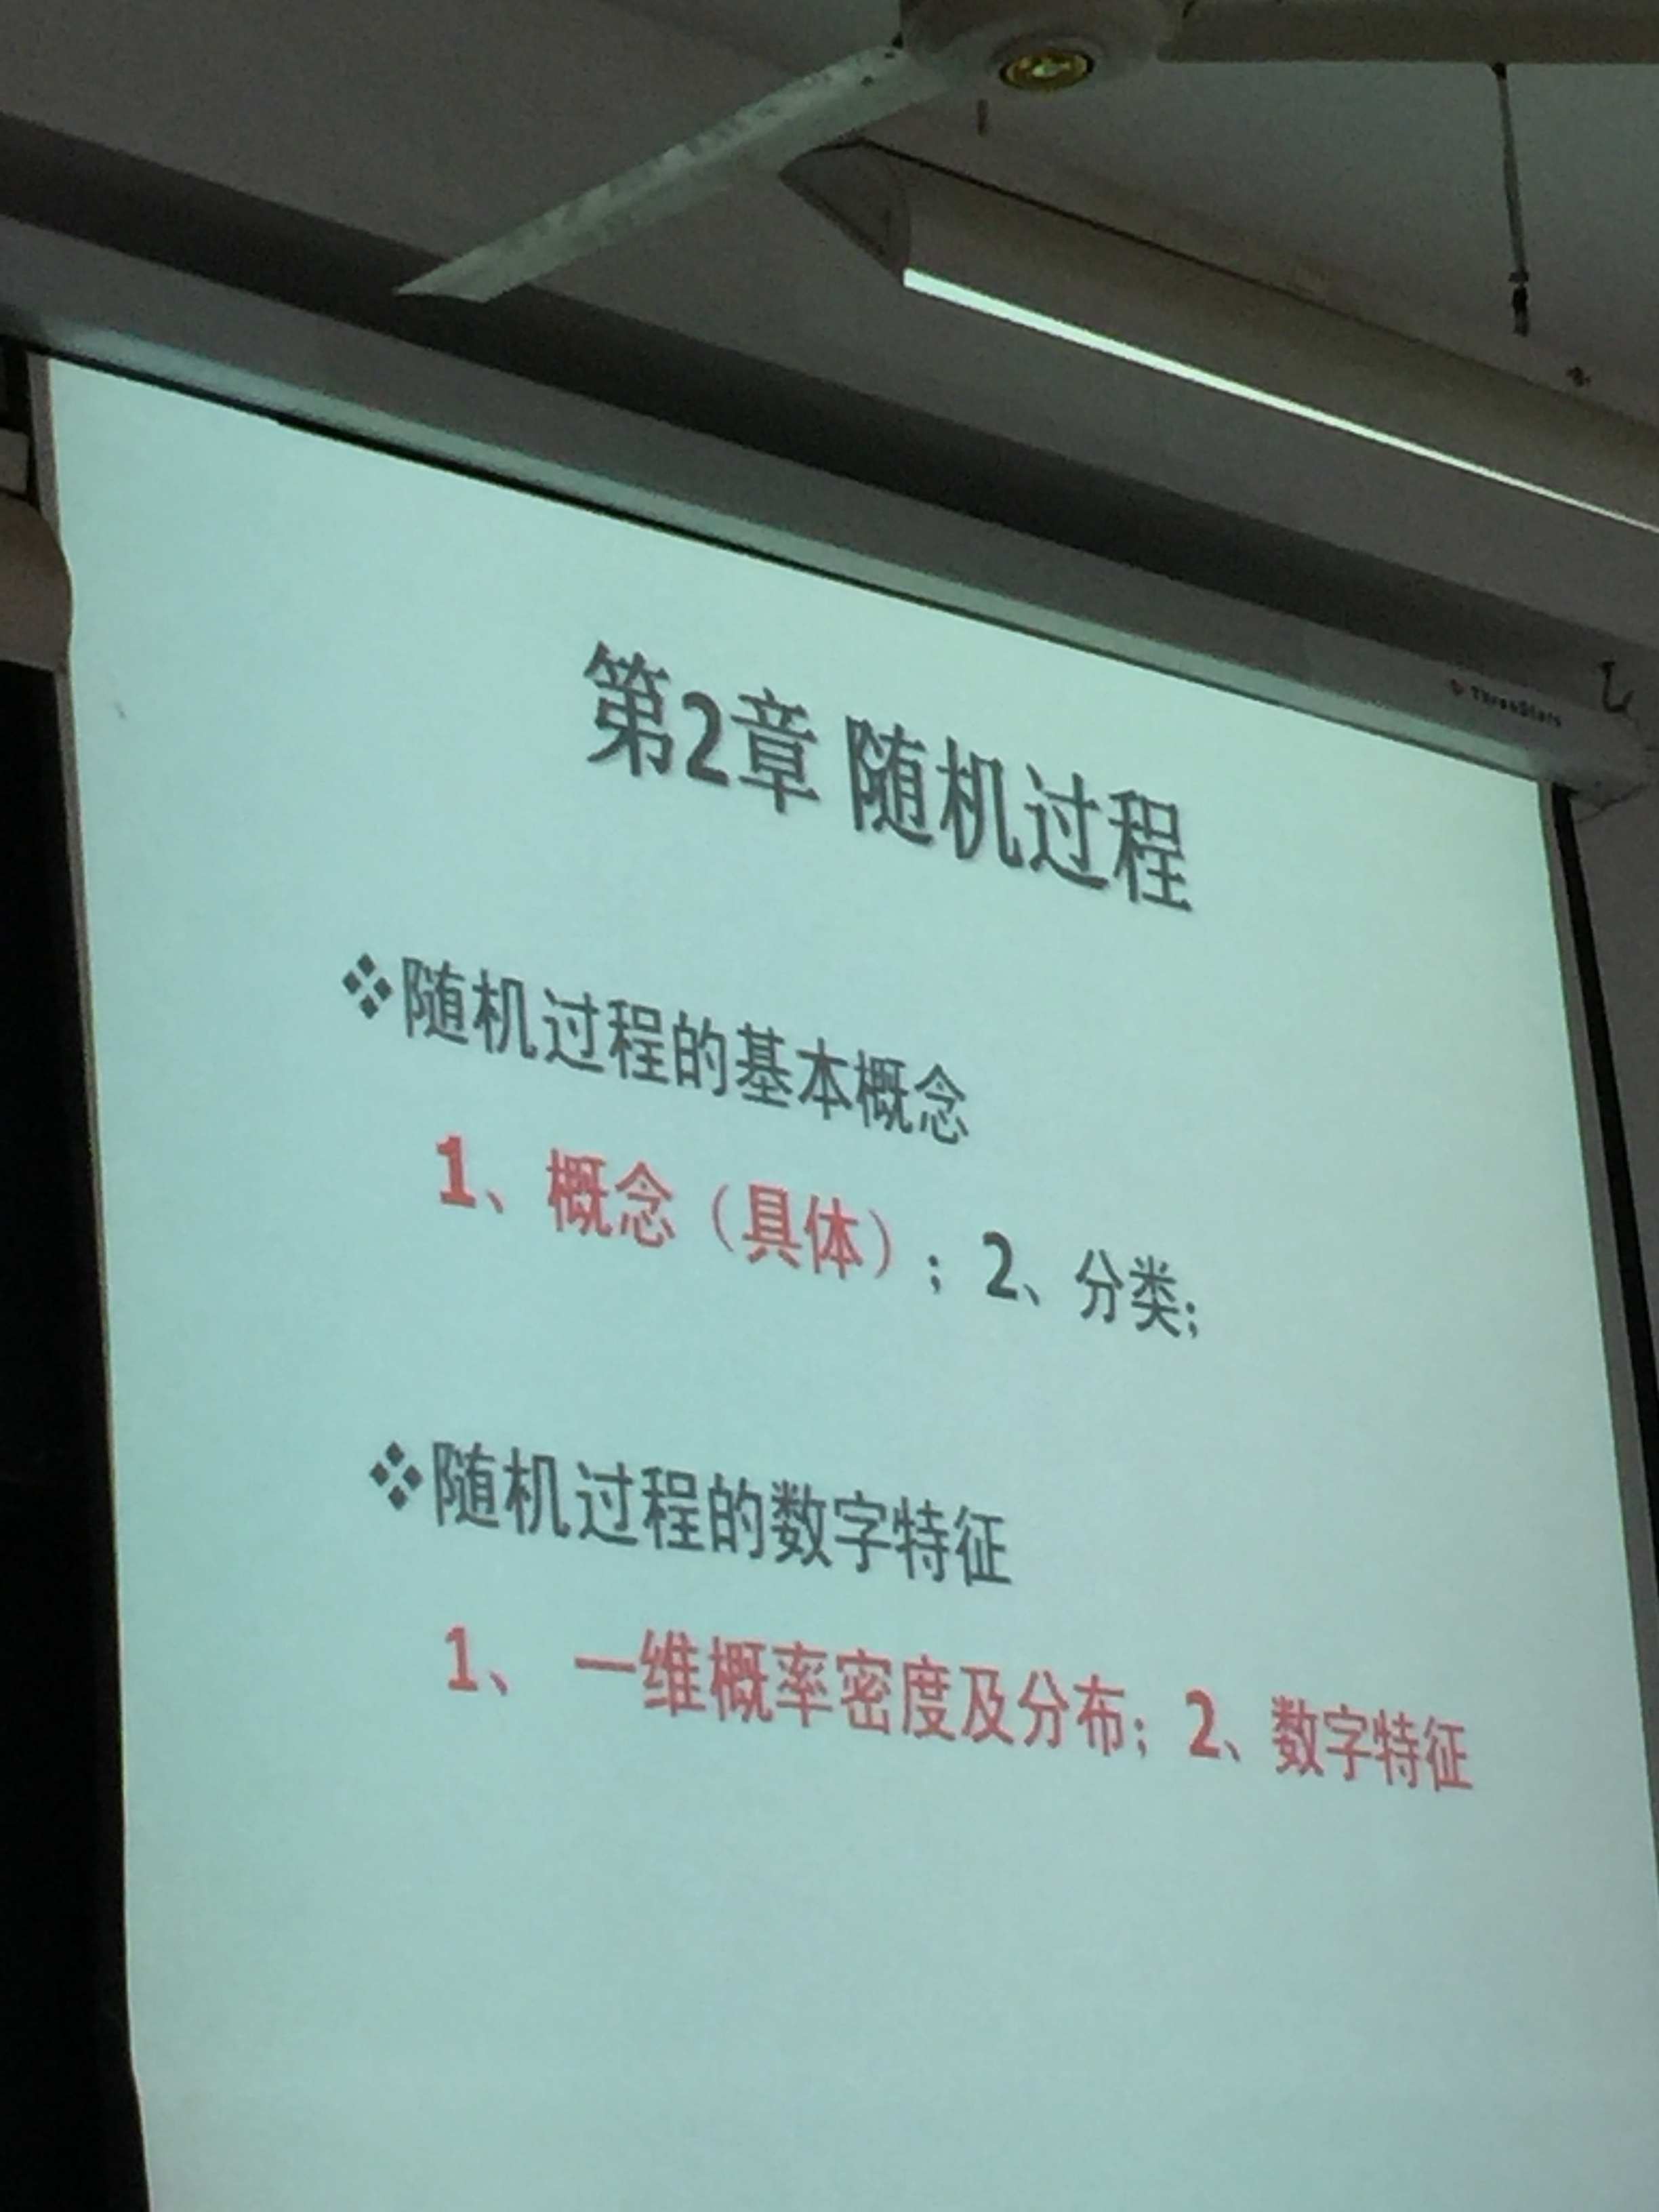 ThreeStars
第2章 随机过程
❖随机过程的基本概念
1、概念（具体）；2、分类；
❖随机过程的数字特征
1、 一维概率密度及分布；2、数字特征